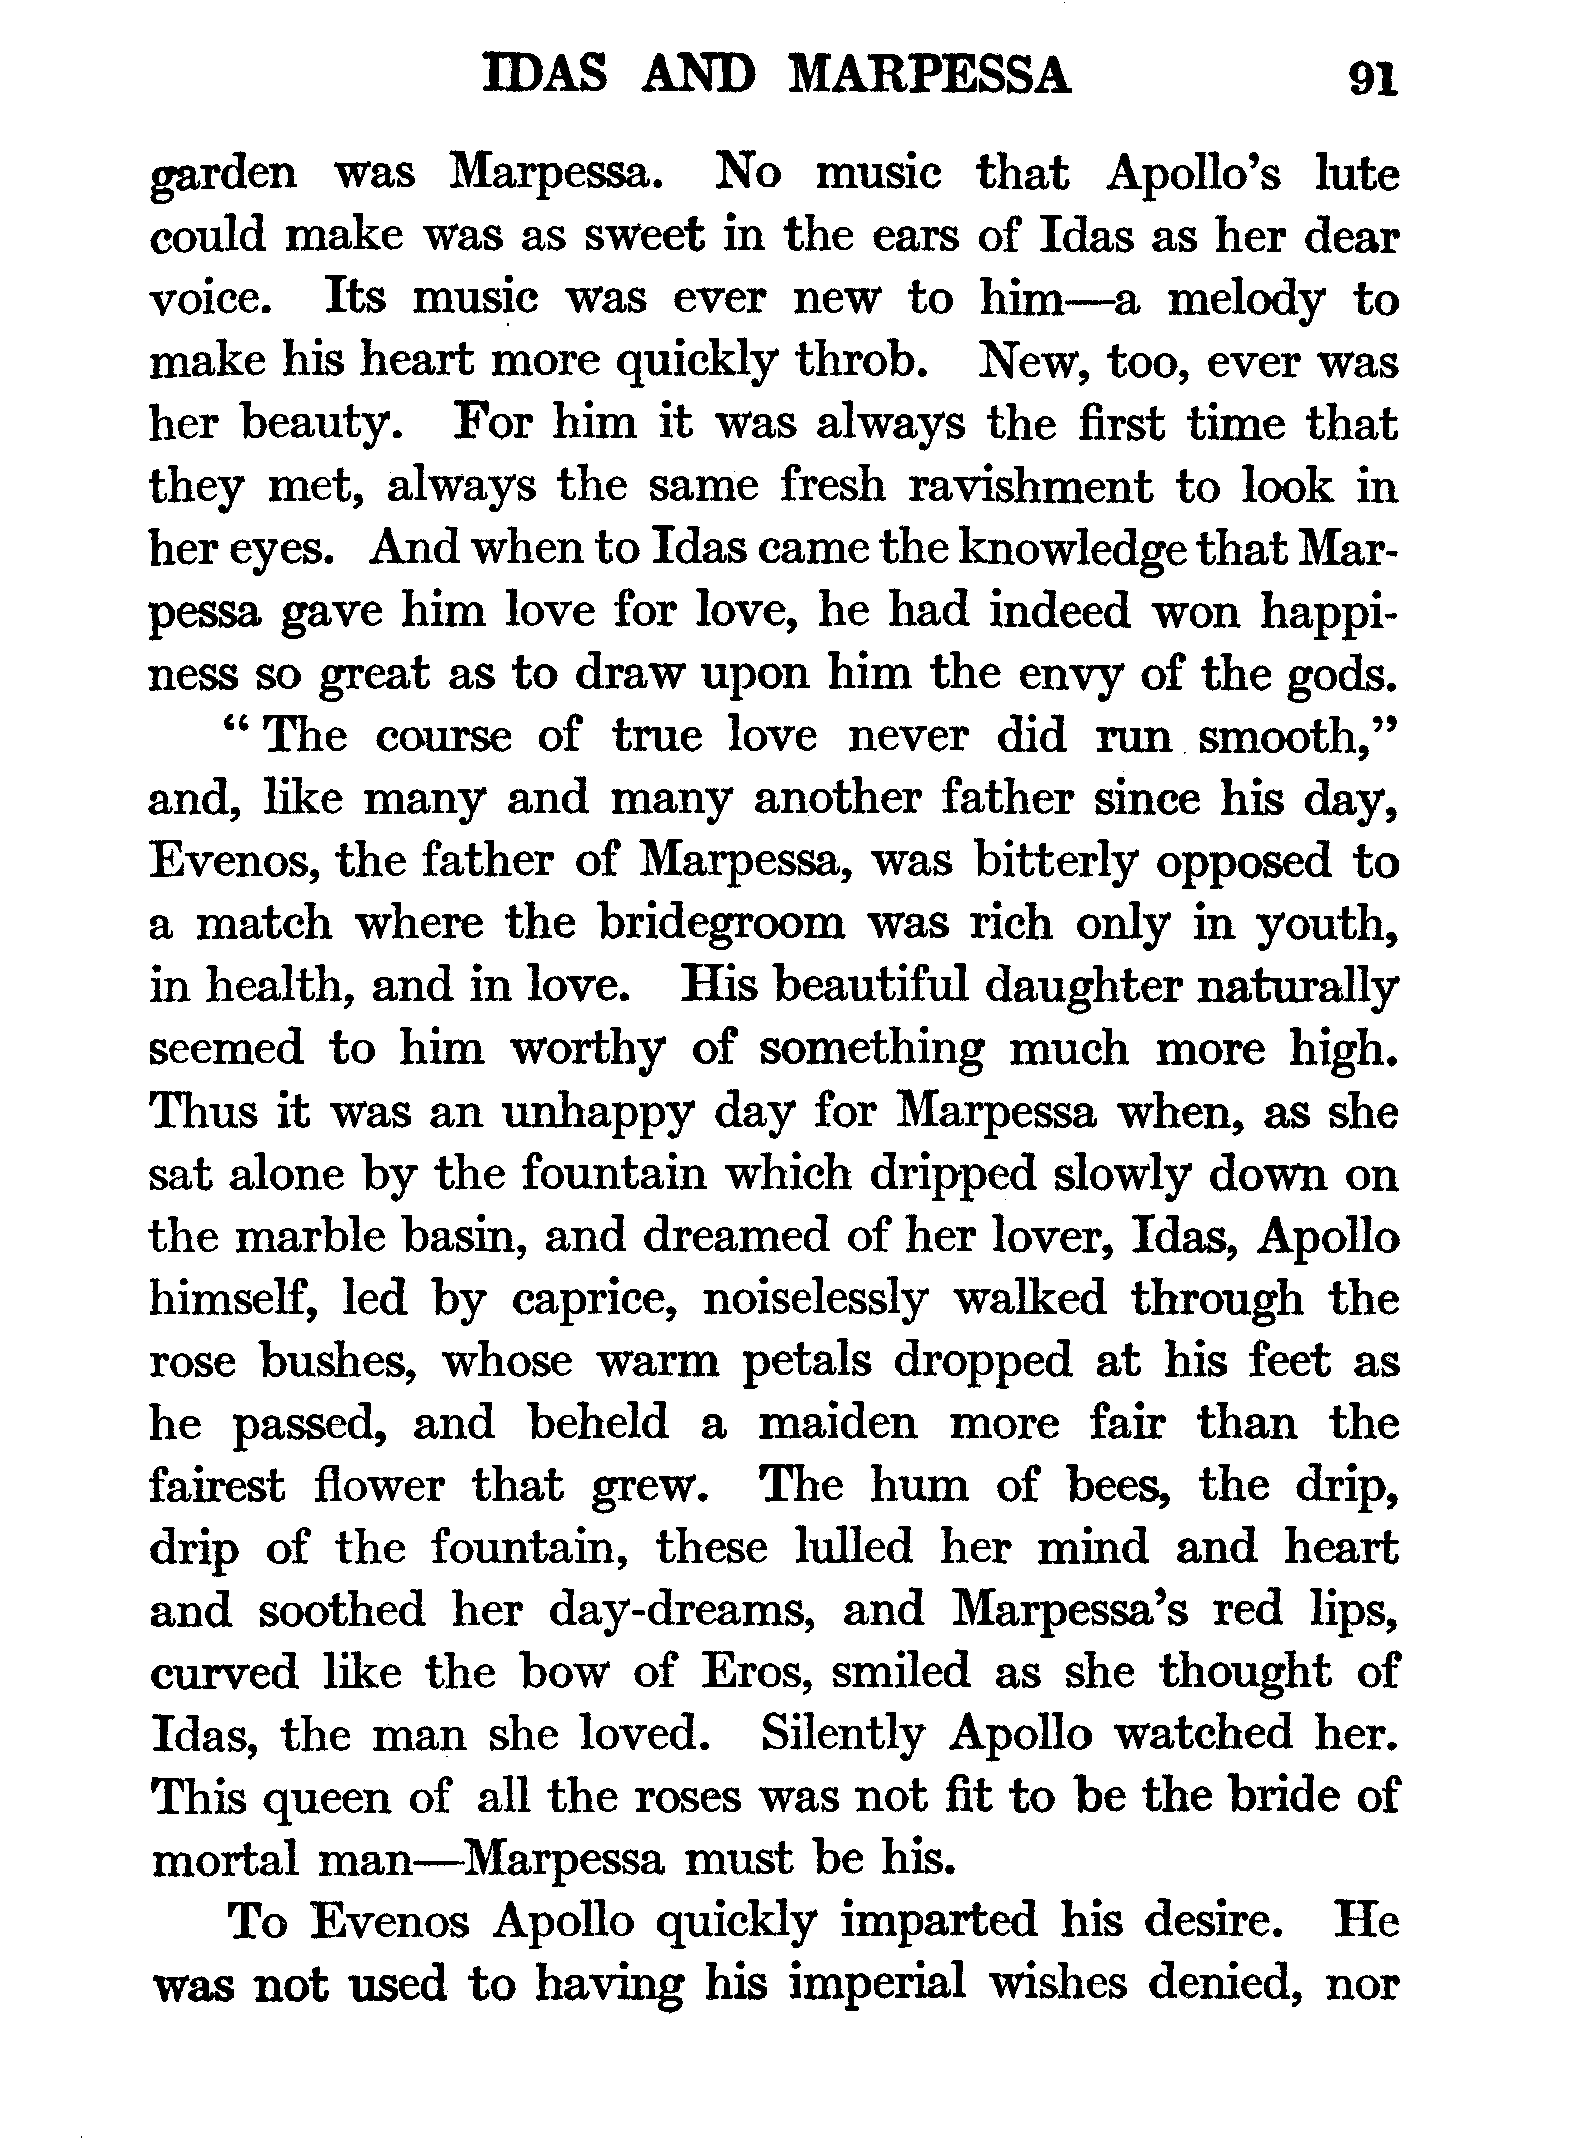 IDAS AND MARPESSA 91
garden was Marpessa. No music that Apollo's lute
could make was as sweet in the ears of Idas as her dear
voice. Its music was ever new to him—a melody to
make his heart more quickly throb. New, too, ever was
her beauty. For him it was always the first time that
they met, always the same fresh ravishment to look in
her eyes. And when to Idas came the knowledge that Mar-
pessa gave him love for love, he had indeed won happi-
ness so great as to draw upon him the envy of the gods.
“ The course of true love never did run smooth,”
and, like many and many another father since his day,
Evenos, the father of Marpessa, was bitterly opposed to
a match where the bridegroom was rich only in youth,
in health, and in love. His beautiful daughter naturally
seemed to him worthy of something much more high.
Thus it was an unhappy day for Marpessa when, as she
sat alone by the fountain which dripped slowly down on
the marble basin, and dreamed of her lover, Idas, Apollo
himself, led by caprice, noiselessly walked through the
rose bushes, whose warm petals dropped at his feet as
he passed, and beheld a maiden more fair than the
fairest flower that grew. The hum of bees, the drip,
drip of the fountain, these lulled her mind and heart
and soothed her day-dreams, and Marpessa's red lips,
curved like the bow of Eros, smiled as she thought of
Idas, the man she loved. Silently Apollo watched her.
This queen of all the roses was not fit to be the bride of
mortal man—Marpessa must be his.
To Evenos Apollo quickly imparted his desire. He
was not used to having his imperial wishes denied, nor